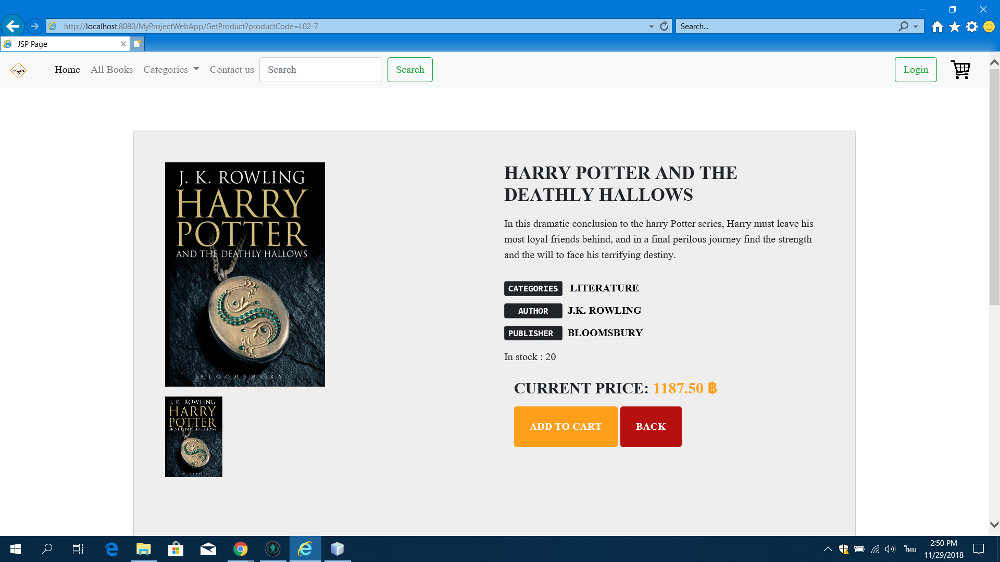 http://localhost:8080/MyProjectWebApp/GetProduct?productCode=L02-7
Search...
JSP Page
Home All Books Categories Contact us Search Search Login
J. K. ROWLING
HARRY
POTTER
AND THE DEATHLY HALLOWS
BLOOMSBURY
J. K. ROWLING
HARRY
POTTER
AND THE DEATHLY HALLOWS
HARRY POTTER AND THE
DEATHLY HALLOWS
In this dramatic conclusion to the harry Potter series, Harry must leave his
most loyal friends behind, and in a final perilous journey find the strength
and the will to face his terrifying destiny.
CATEGORIES LITERATURE
AUTHOR J.K. ROWLING
PUBLISHER BLOOMSBURY
In stock : 20
CURRENT PRICE: 1187.50 ฿
ADD TO CART BACK
ไทย
2:50 PM
11/29/2018